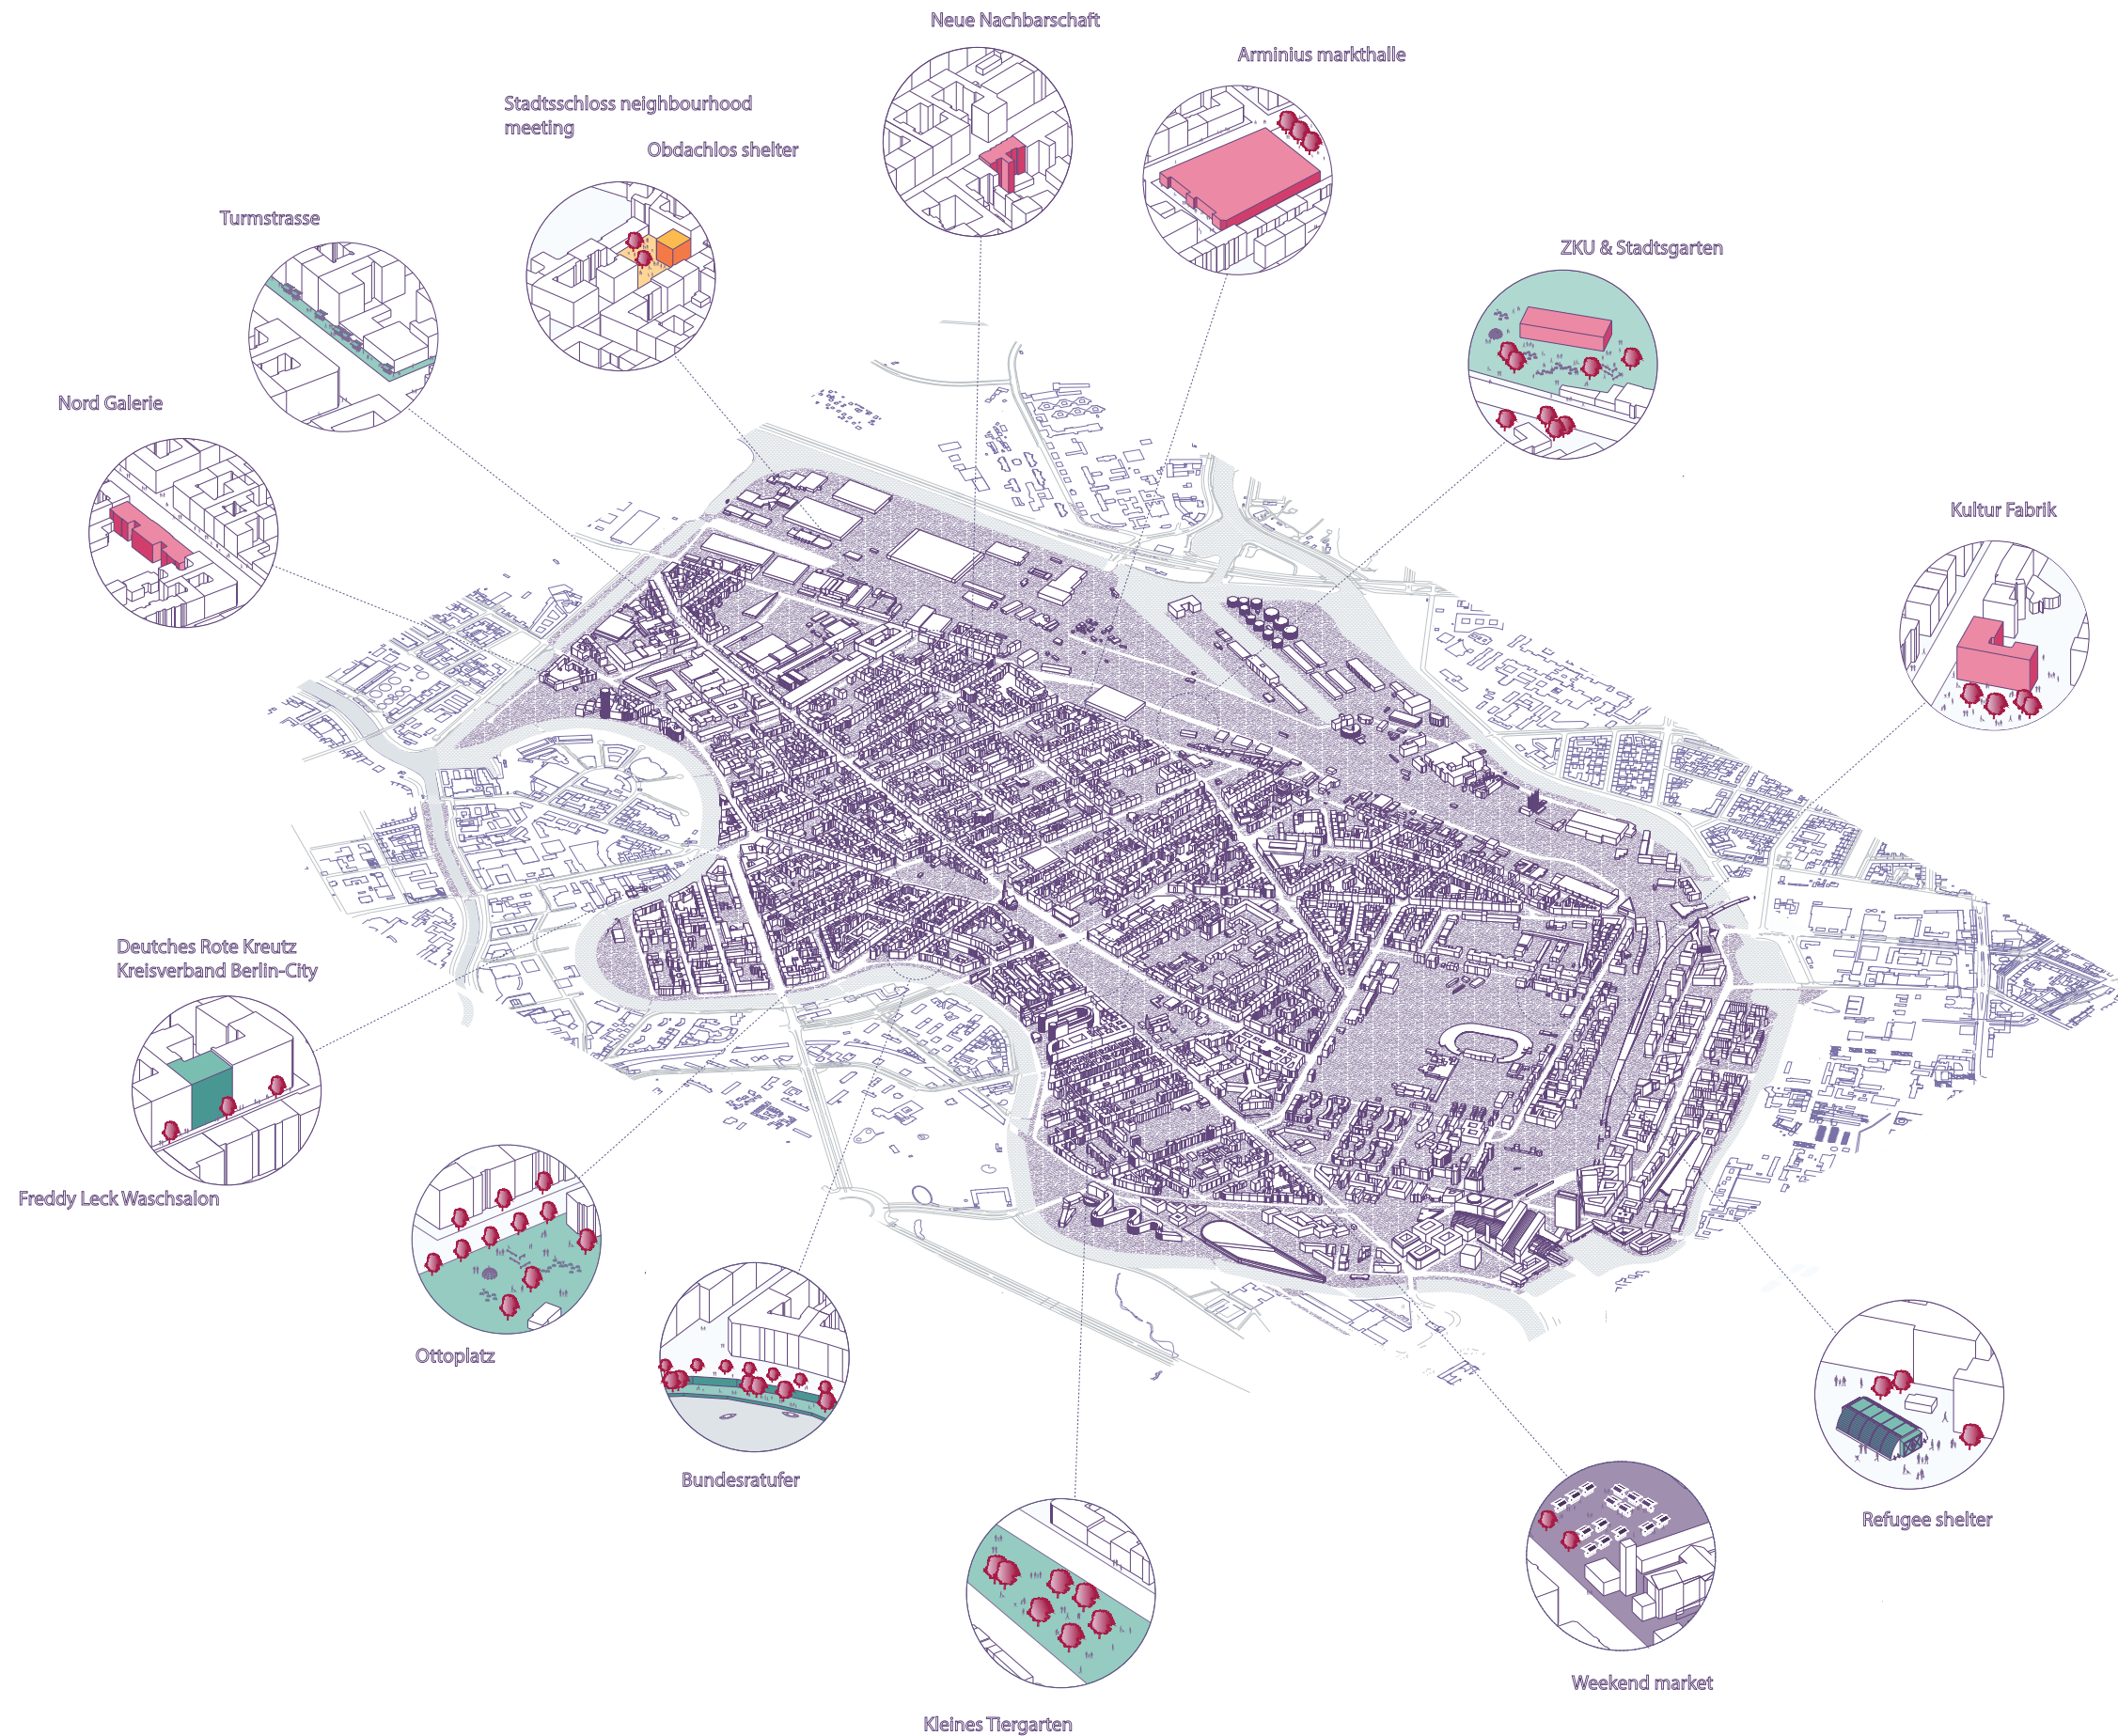 Neue Nachbarschaft
Arminius markthalle
Stadtsschloss neighbourhood
meeting
Obdachlos shelter
Turmstrasse
ZKU & Stadtsgarten
Nord Galerie
Kultur Fabrik
Deutches Rote Kreutz
Kreisverband Berlin-City
Freddy Leck Waschsalon
Ottoplatz
Bundesratufer
Refugee shelter
Weekend market
Kleines Tiergarten